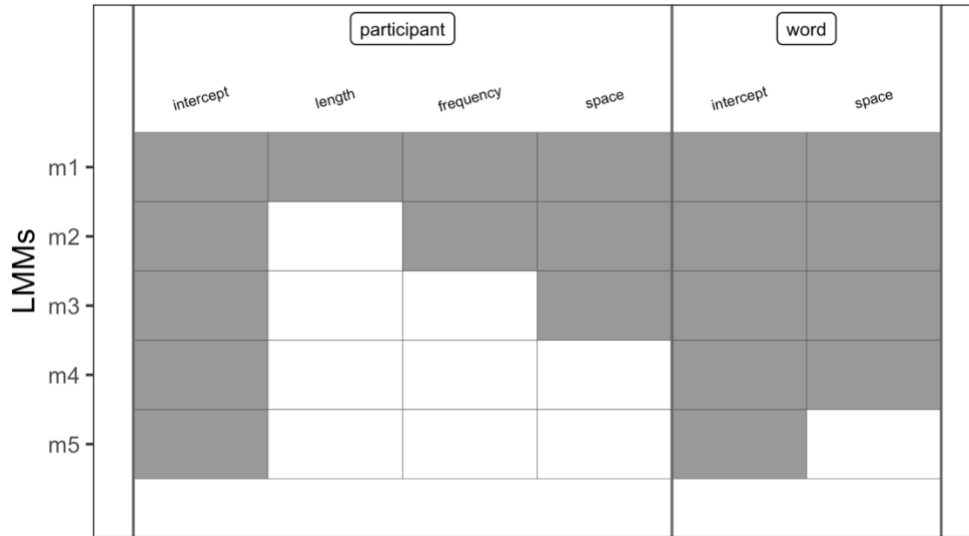 participant word
intercept length frequency space intercept space
LMMs
m1
m2
m3
m4
m5